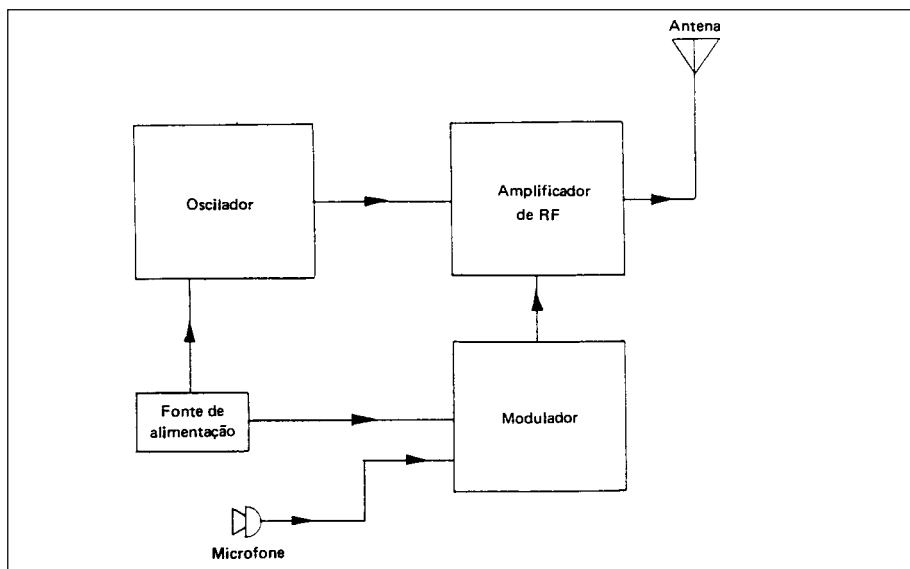 Antena
Oscilador
Amplificador
de RF
Fonte de
alimentação
Modulador
Microfone